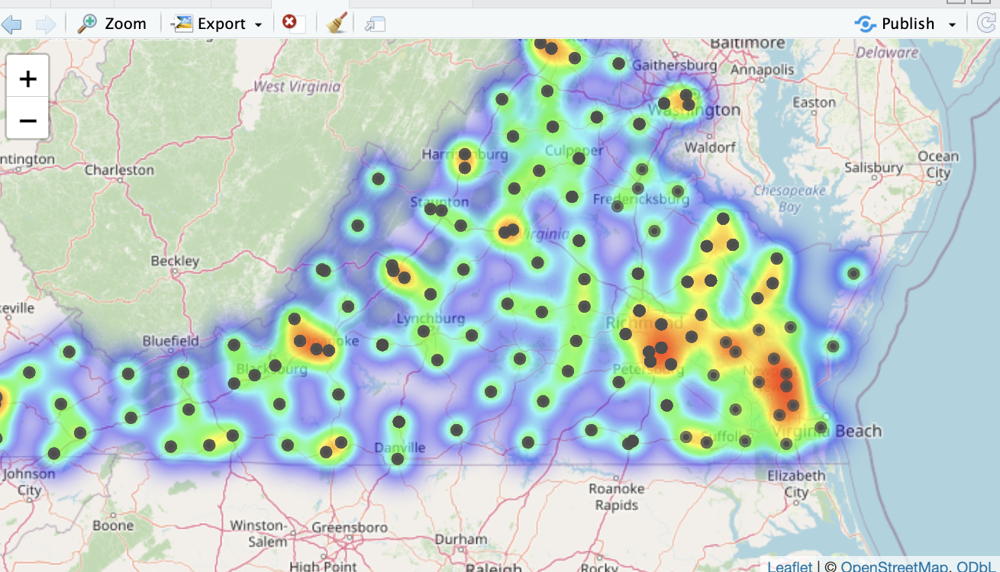 Zoom
Export
Publish
Baltimore
Delaware
Gaithersburg
Annapolis
West Virginia
Easton
Washington
Waldorf
Culpeper
Harrisonburg
ntington
Charleston
Salisbury
Ocean
City
Chesapeake
Bay
Staunton
Fredericksburg
Virginia
Beckley
keville
Lynchburg
Richmond
Bluefield
Roanoke
Blacksburg
Petersburg
Virginia Beach
Suffolk
Danville
Johnson
City
Elizabeth
City
Roanoke
Rapids
Boone
Winston-
Salem
Greensboro
Durham
High Point
Raleigh
Rocky
Leaflet | © OpenStreetMap, ODbL